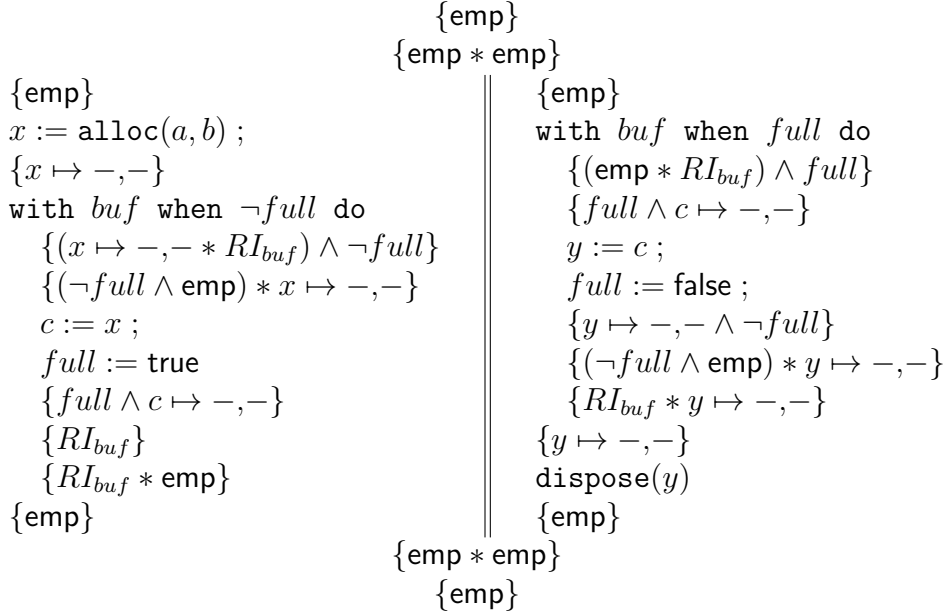 {emp}
{emp ∗ emp}
{emp}
x := alloc(a, b) ;
{x ↦ −,−}
with buf when ¬full do
{(x ↦ −,− ∗ RI_buf) ∧ ¬full}
{(¬full ∧ emp) ∗ x ↦ −,−}
c := x ;
full := true
{full ∧ c ↦ −,−}
{RI_buf}
{RI_buf ∗ emp}
{emp}
{emp}
with buf when full do
{(emp ∗ RI_buf) ∧ full}
{full ∧ c ↦ −,−}
y := c ;
full := false ;
{y ↦ −,− ∧ ¬full}
{(¬full ∧ emp) ∗ y ↦ −,−}
{RI_buf ∗ y ↦ −,−}
{y ↦ −,−}
dispose(y)
{emp}
{emp ∗ emp}
{emp}